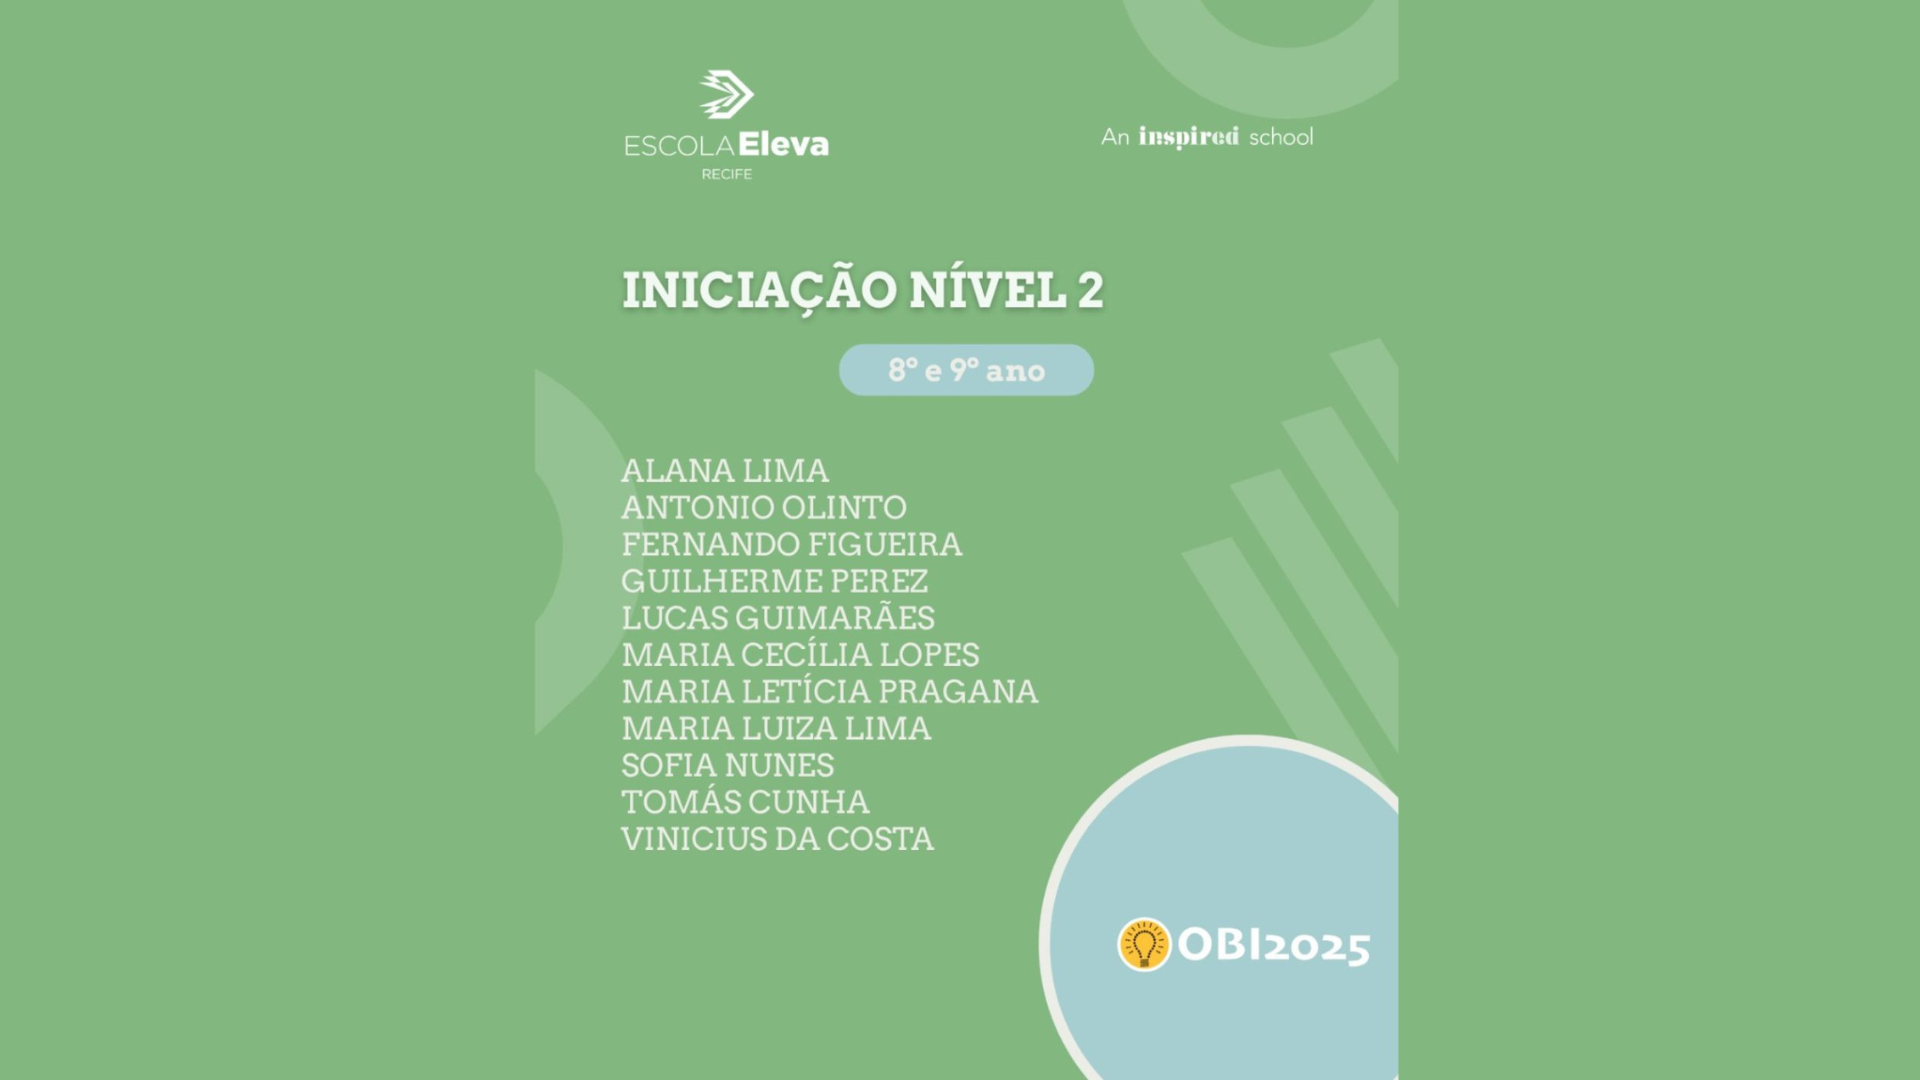 ESCOLA Eleva
RECIFE
An inspired school
INICIAÇÃO NÍVEL 2
8º e 9º ano
ALANA LIMA
ANTONIO OLINTO
FERNANDO FIGUEIRA
GUILHERME PEREZ
LUCAS GUIMARÃES
MARIA CECÍLIA LOPES
MARIA LETÍCIA PRAGANA
MARIA LUIZA LIMA
SOFIA NUNES
TOMÁS CUNHA
VINICIUS DA COSTA
OBI2025